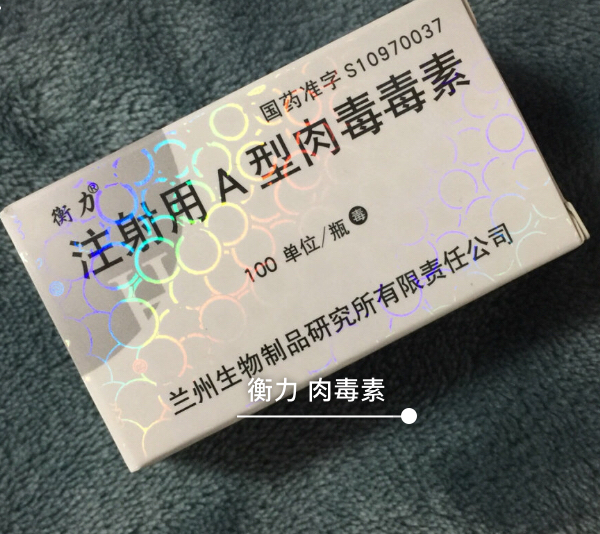 国药准字 S10970037
衡力®
注射用A型肉毒毒素
100 单位/瓶 毒
兰州生物制品研究所有限责任公司
衡力 肉毒素